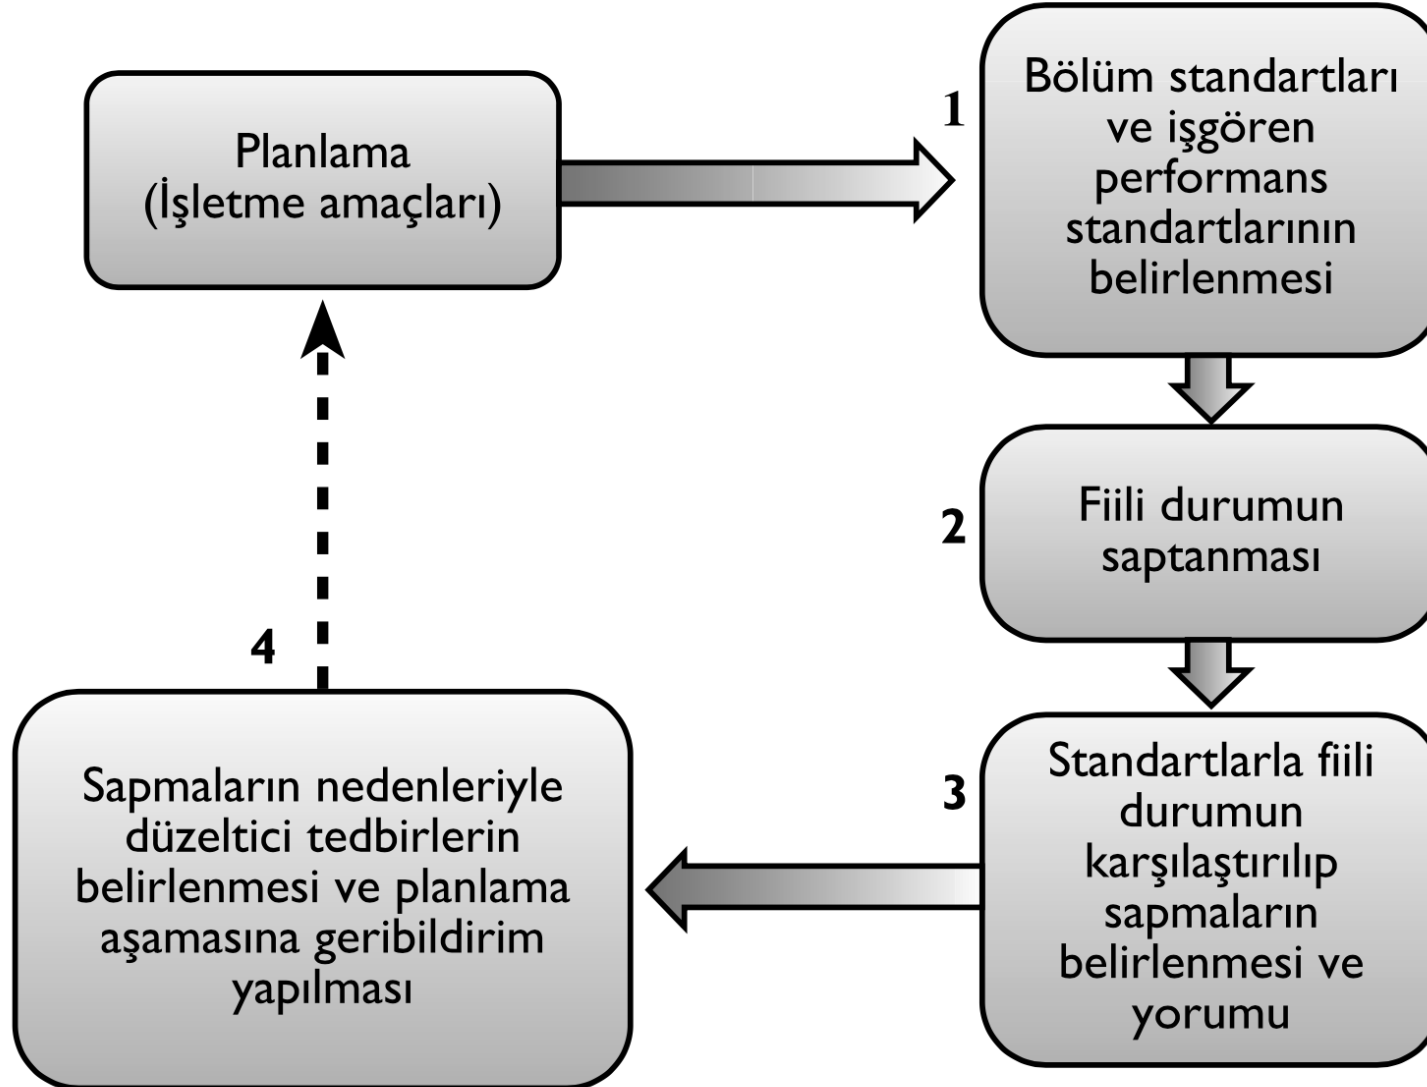 Planlama
(İşletme amaçları)
1
Bölüm standartları
ve işgören
performans
standartlarının
belirlenmesi
2
Fiili durumun
saptanması
3
Standartlarla fiili
durumun
karşılaştırılıp
sapmaların
belirlenmesi ve
yorumu
4
Sapmaların nedenleriyle
düzeltici tedbirlerin
belirlenmesi ve planlama
aşamasına geribildirim
yapılması